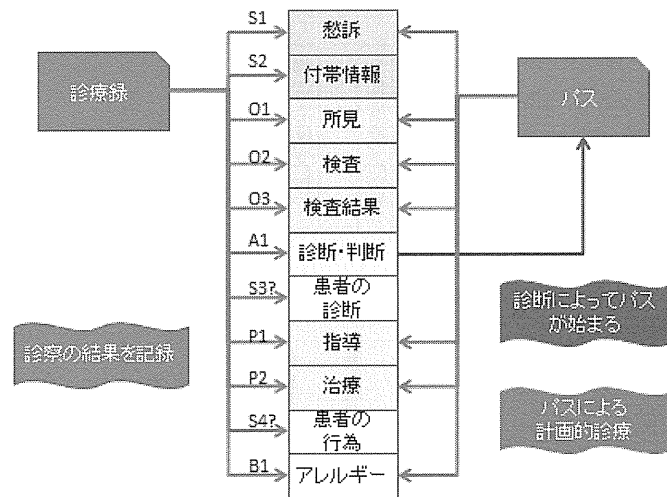 診療録
S1
愁訴
S2
付帯情報
O1
所見
O2
検査
O3
検査結果
A1
診断・判断
S3?
患者の
診断
P1
指導
P2
治療
S4?
患者の
行為
B1
アレルギー
パス
診察の結果を記録
診断によってパス
が始まる
パスによる
計画的診療